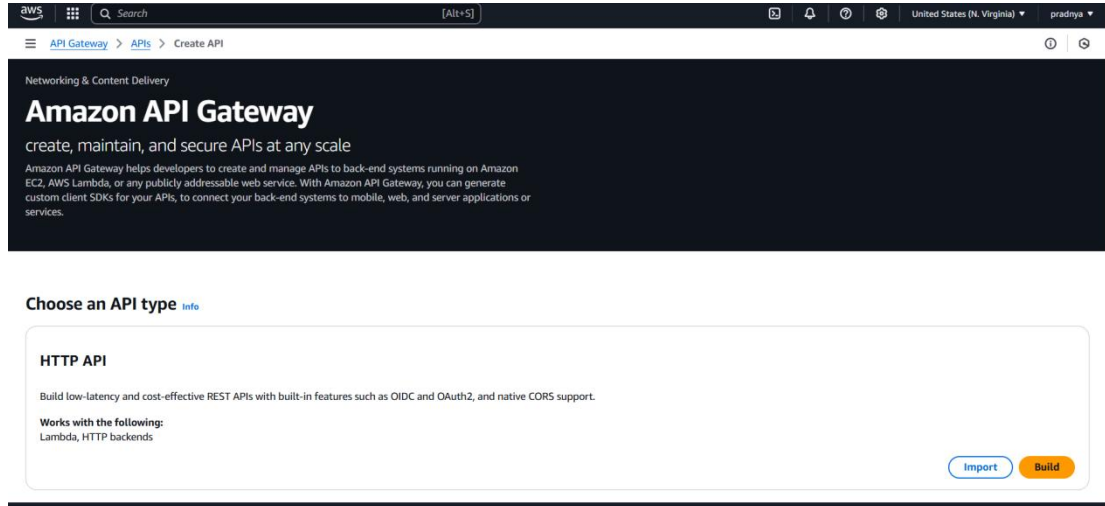 aws
Search
[Alt+S]
United States (N. Virginia) ▼
pradnya ▼
API Gateway > APIs > Create API
Networking & Content Delivery
Amazon API Gateway
create, maintain, and secure APIs at any scale
Amazon API Gateway helps developers to create and manage APIs to back-end systems running on Amazon
EC2, AWS Lambda, or any publicly addressable web service. With Amazon API Gateway, you can generate
custom client SDKs for your APIs, to connect your back-end systems to mobile, web, and server applications or
services.
Choose an API type Info
HTTP API
Build low-latency and cost-effective REST APIs with built-in features such as OIDC and OAuth2, and native CORS support.
Works with the following:
Lambda, HTTP backends
Import
Build